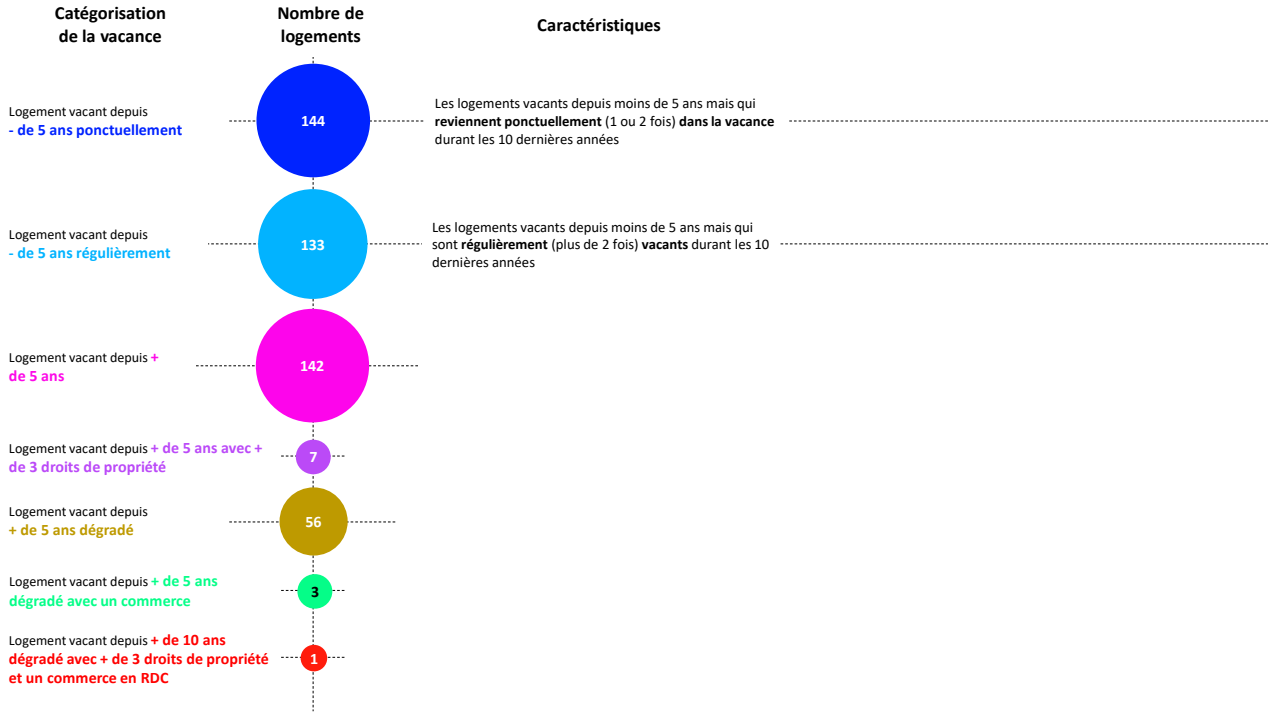 Catégorisation
de la vacance
Nombre de
logements
Caractéristiques
Logement vacant depuis
- de 5 ans ponctuellement
144
Les logements vacants depuis moins de 5 ans mais qui
reviennent ponctuellement (1 ou 2 fois) dans la vacance
durant les 10 dernières années
Logement vacant depuis
- de 5 ans régulièrement
133
Les logements vacants depuis moins de 5 ans mais qui
sont régulièrement (plus de 2 fois) vacants durant les 10
dernières années
Logement vacant depuis +
de 5 ans
142
Logement vacant depuis + de 5 ans avec +
de 3 droits de propriété
7
Logement vacant depuis
+ de 5 ans dégradé
56
Logement vacant depuis + de 5 ans
dégradé avec un commerce
3
Logement vacant depuis + de 10 ans
dégradé avec + de 3 droits de propriété
et un commerce en RDC
1